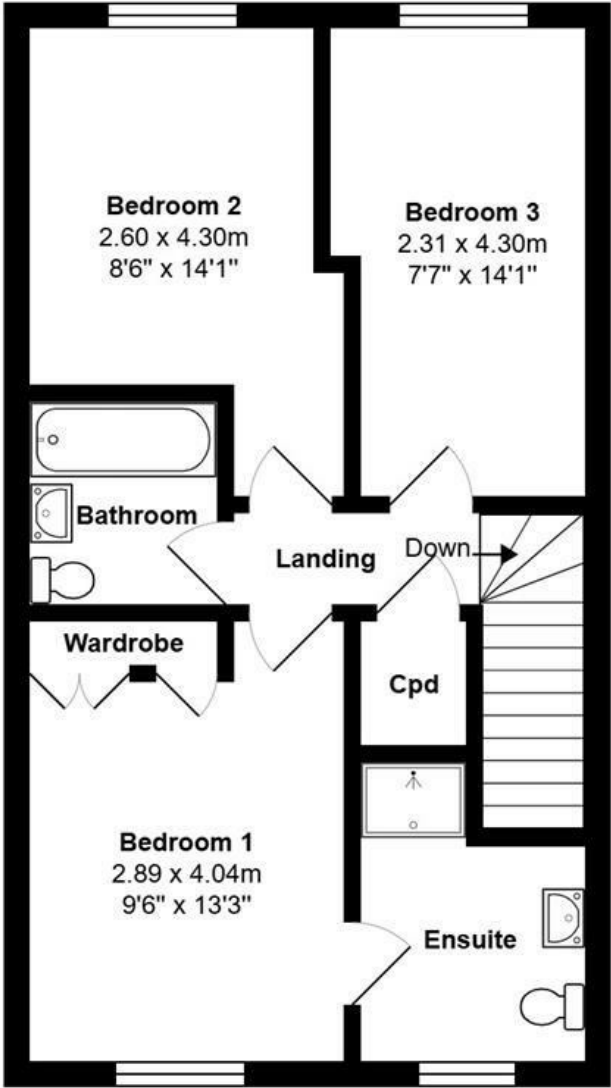 Bedroom 2
2.60 x 4.30m
8'6" x 14'1"
Bedroom 3
2.31 x 4.30m
7'7" x 14'1"
Bathroom
Landing
Down
Wardrobe
Cpd
Bedroom 1
2.89 x 4.04m
9'6" x 13'3"
Ensuite